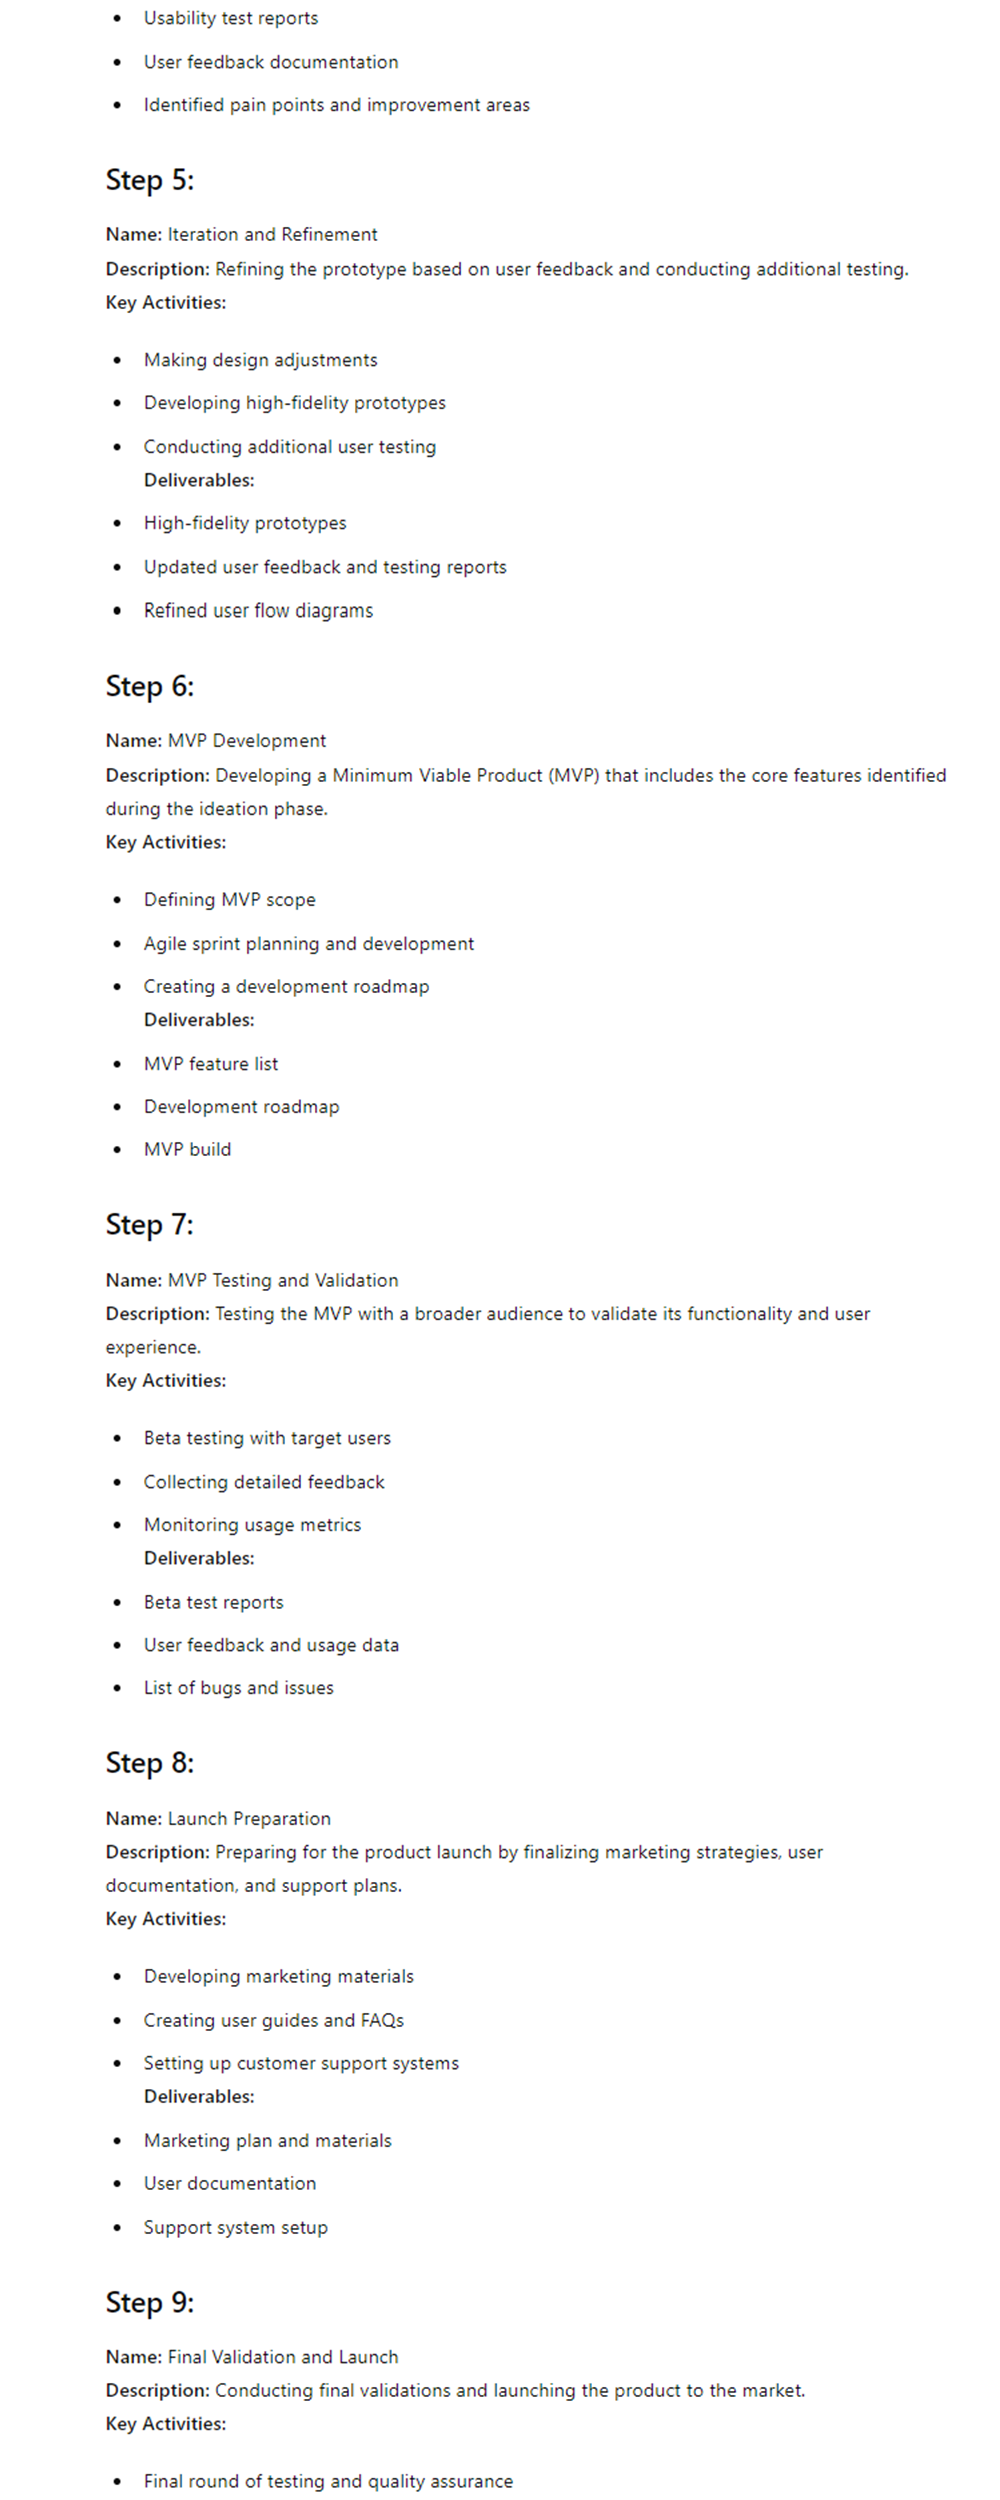 • Usability test reports
• User feedback documentation
• Identified pain points and improvement areas
Step 5:
Name: Iteration and Refinement
Description: Refining the prototype based on user feedback and conducting additional testing.
Key Activities:
• Making design adjustments
• Developing high-fidelity prototypes
• Conducting additional user testing
Deliverables:
• High-fidelity prototypes
• Updated user feedback and testing reports
• Refined user flow diagrams
Step 6:
Name: MVP Development
Description: Developing a Minimum Viable Product (MVP) that includes the core features identified
during the ideation phase.
Key Activities:
• Defining MVP scope
• Agile sprint planning and development
• Creating a development roadmap
Deliverables:
• MVP feature list
• Development roadmap
• MVP build
Step 7:
Name: MVP Testing and Validation
Description: Testing the MVP with a broader audience to validate its functionality and user
experience.
Key Activities:
• Beta testing with target users
• Collecting detailed feedback
• Monitoring usage metrics
Deliverables:
• Beta test reports
• User feedback and usage data
• List of bugs and issues
Step 8:
Name: Launch Preparation
Description: Preparing for the product launch by finalizing marketing strategies, user
documentation, and support plans.
Key Activities:
• Developing marketing materials
• Creating user guides and FAQs
• Setting up customer support systems
Deliverables:
• Marketing plan and materials
• User documentation
• Support system setup
Step 9:
Name: Final Validation and Launch
Description: Conducting final validations and launching the product to the market.
Key Activities:
• Final round of testing and quality assurance